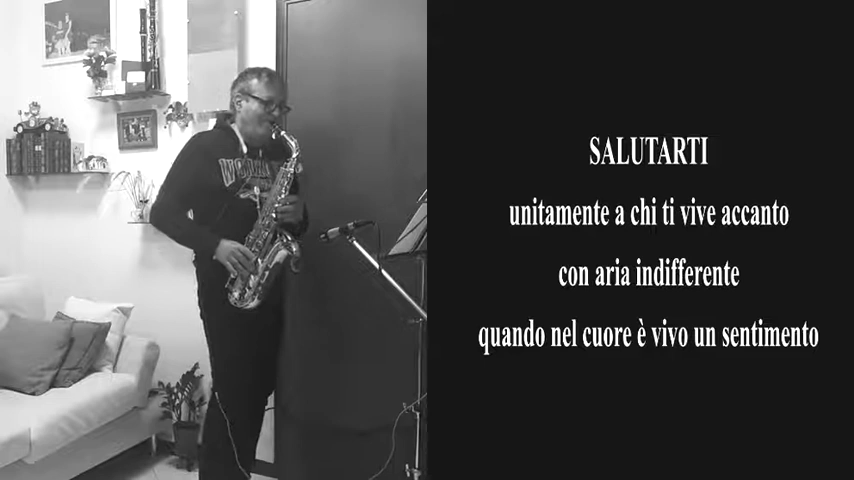 SALUTARTI
unitamente a chi ti vive accanto
con aria indifferente
quando nel cuore è vivo un sentimento